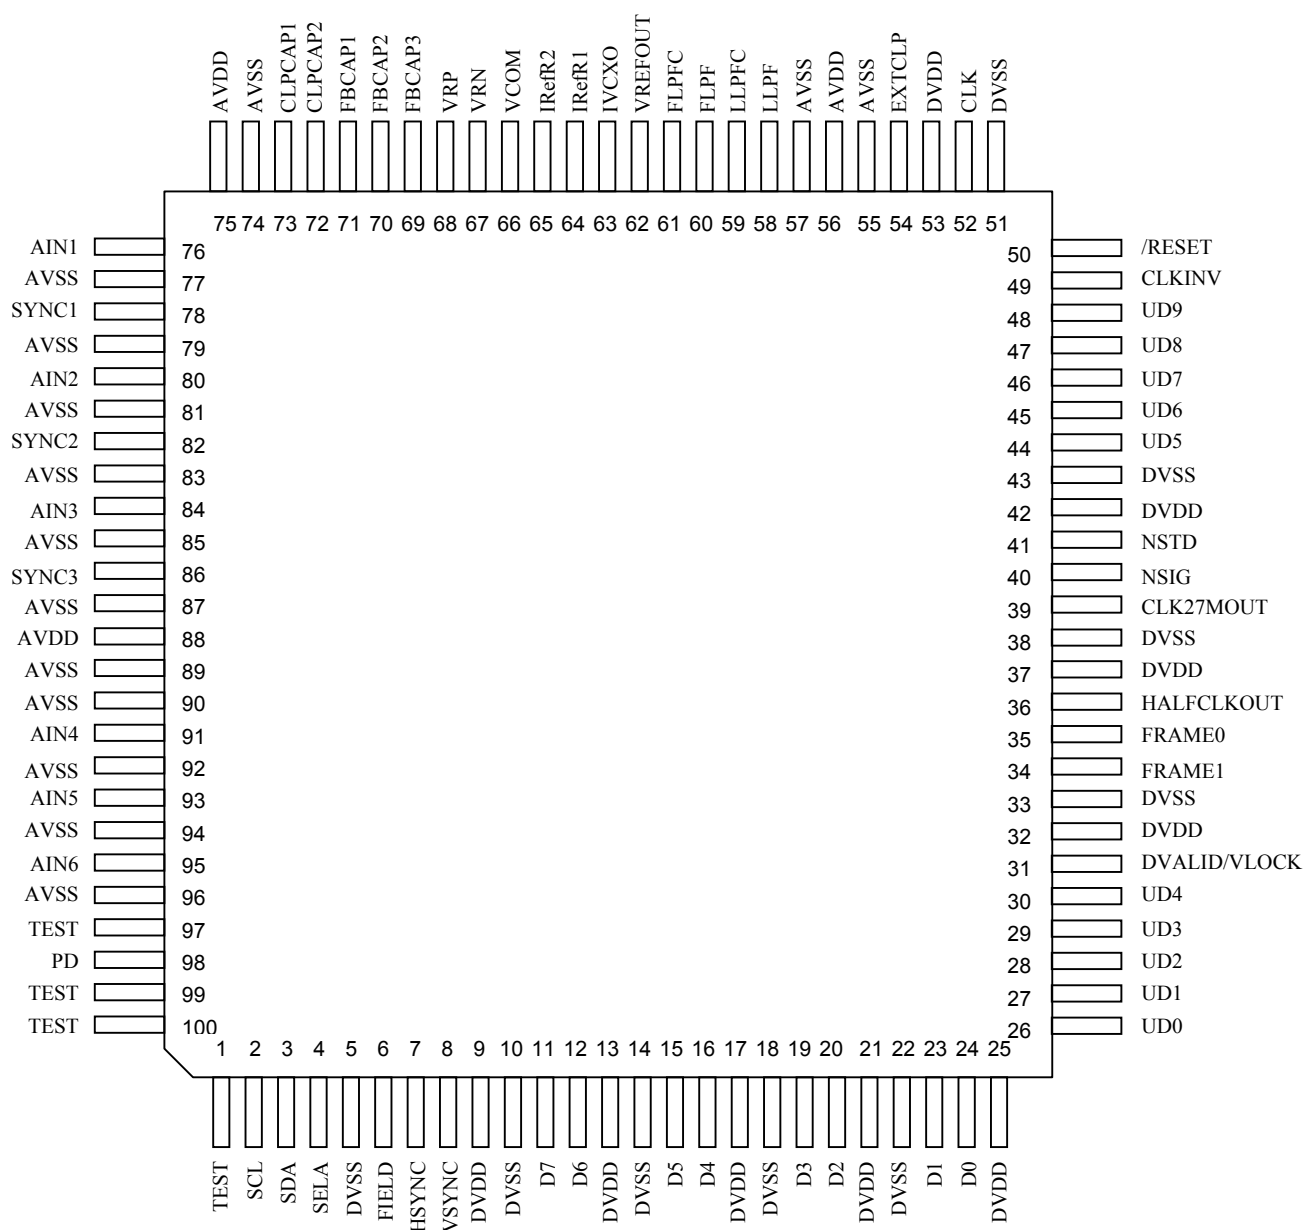 AVDD
AVSS
CLPCAP1
CLPCAP2
FBCAP1
FBCAP2
FBCAP3
VRP
VRN
VCOM
IRefR2
IRefR1
IVCXO
VREFOUT
FLPFC
FLPF
LLPFC
LLPF
AVSS
AVDD
AVSS
EXTCLP
DVDD
CLK
DVSS
75 74 73 72 71 70 69 68 67 66 65 64 63 62 61 60 59 58 57 56 55 54 53 52 51
AIN1 76
AVSS 77
SYNC1 78
AVSS 79
AIN2 80
AVSS 81
SYNC2 82
AVSS 83
AIN3 84
AVSS 85
SYNC3 86
AVSS 87
AVDD 88
AVSS 89
AVSS 90
AIN4 91
AVSS 92
AIN5 93
AVSS 94
AIN6 95
AVSS 96
TEST 97
PD 98
TEST 99
TEST 100
50 /RESET
49 CLKINV
48 UD9
47 UD8
46 UD7
45 UD6
44 UD5
43 DVSS
42 DVDD
41 NSTD
40 NSIG
39 CLK27MOUT
38 DVSS
37 DVDD
36 HALFCLKOUT
35 FRAME0
34 FRAME1
33 DVSS
32 DVDD
31 DVALID/VLOCK
30 UD4
29 UD3
28 UD2
27 UD1
26 UD0
1 2 3 4 5 6 7 8 9 10 11 12 13 14 15 16 17 18 19 20 21 22 23 24 25
TEST
SCL
SDA
SELA
DVSS
FIELD
HSYNC
VSYNC
DVDD
DVSS
D7
D6
DVDD
DVSS
D5
D4
DVDD
DVSS
D3
D2
DVDD
DVSS
D1
D0
DVDD